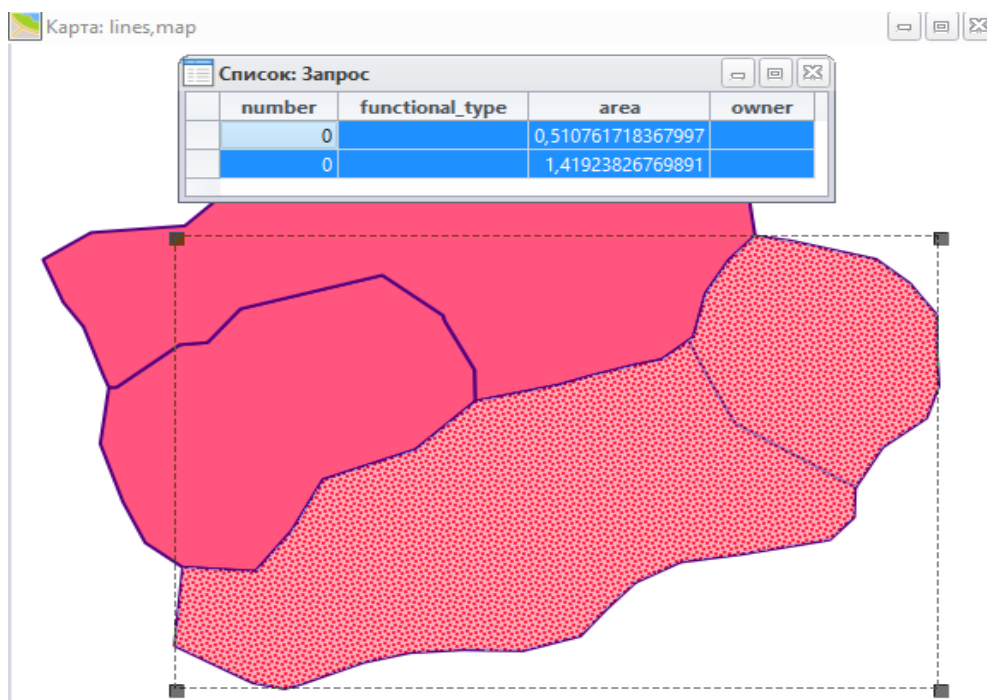 Карта: lines,map
Список: Запрос
number functional_type area owner
0 0,510761718367997
0 1,41923826769891